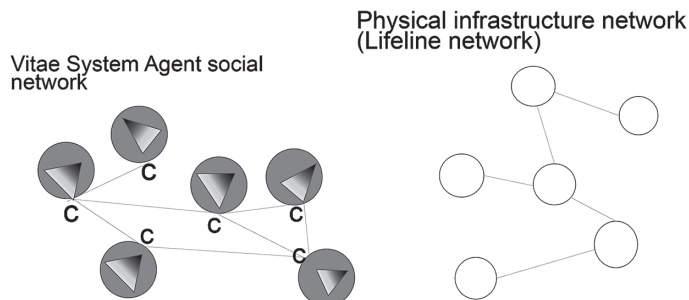 Physical infrastructure network
(Lifeline network)
Vitae System Agent social
network
C
C
C
C
C
C